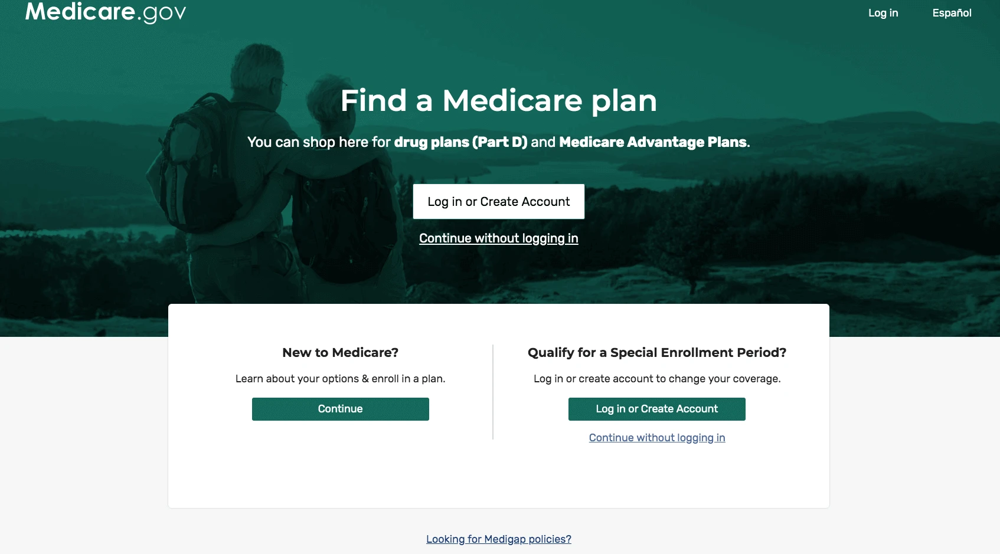 Medicare.gov
Log in
Español
Find a Medicare plan
You can shop here for drug plans (Part D) and Medicare Advantage Plans.
Log in or Create Account
Continue without logging in
New to Medicare?
Learn about your options & enroll in a plan.
Continue
Qualify for a Special Enrollment Period?
Log in or create account to change your coverage.
Log in or Create Account
Continue without logging in
Looking for Medigap policies?